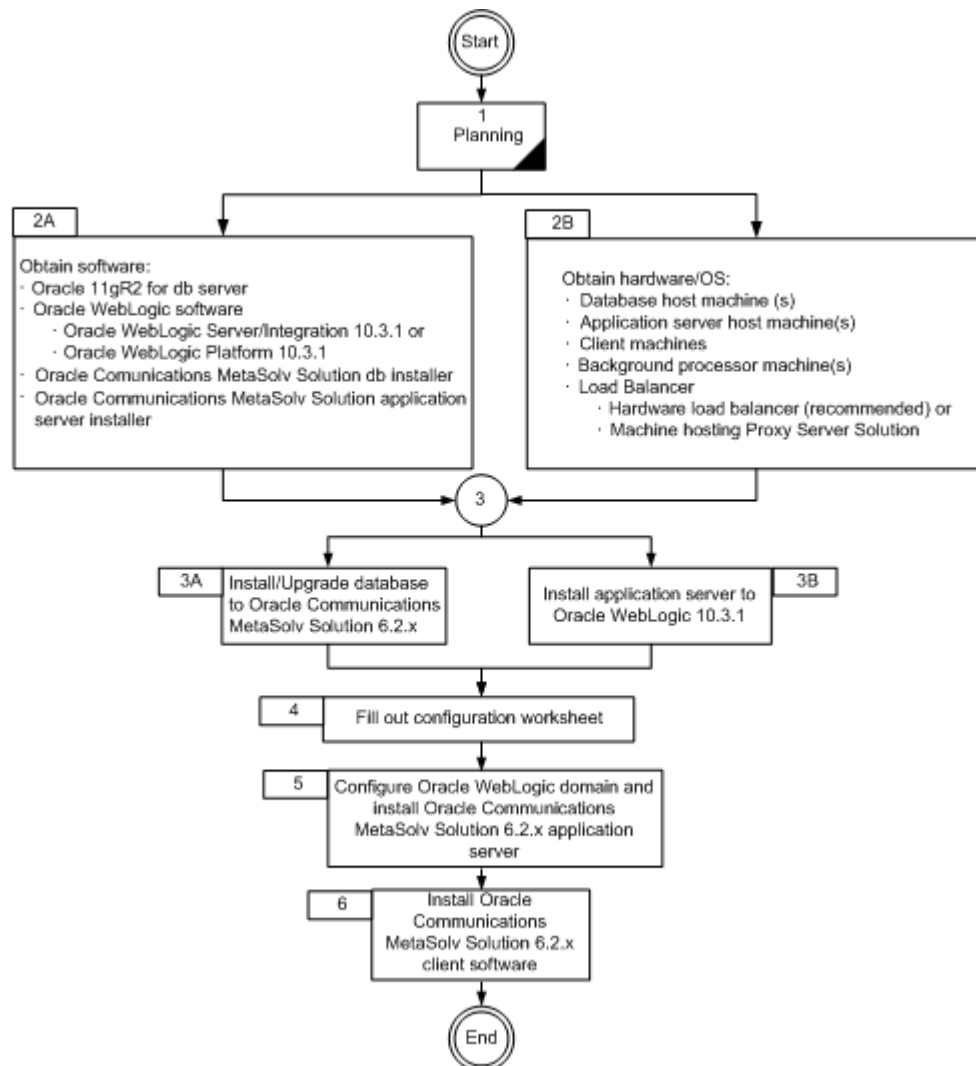 Start
1
Planning
2A
Obtain software:
· Oracle 11gR2 for db server
· Oracle WebLogic software
· Oracle WebLogic Server/Integration 10.3.1 or
· Oracle WebLogic Platform 10.3.1
· Oracle Comunications MetaSolv Solution db installer
· Oracle Communications MetaSolv Solution application
server installer
2B
Obtain hardware/OS:
· Database host machine (s)
· Application server host machine(s)
· Client machines
· Background processor machine(s)
· Load Balancer
· Hardware load balancer (recommended) or
· Machine hosting Proxy Server Solution
3
3A
Install/Upgrade database
to Oracle Communications
MetaSolv Solution 6.2.x
3B
Install application server to
Oracle WebLogic 10.3.1
4
Fill out configuration worksheet
5
Configure Oracle WebLogic domain and
install Oracle Communications
MetaSolv Solution 6.2.x application
server
6
Install Oracle
Communications
MetaSolv Solution 6.2.x
client software
End